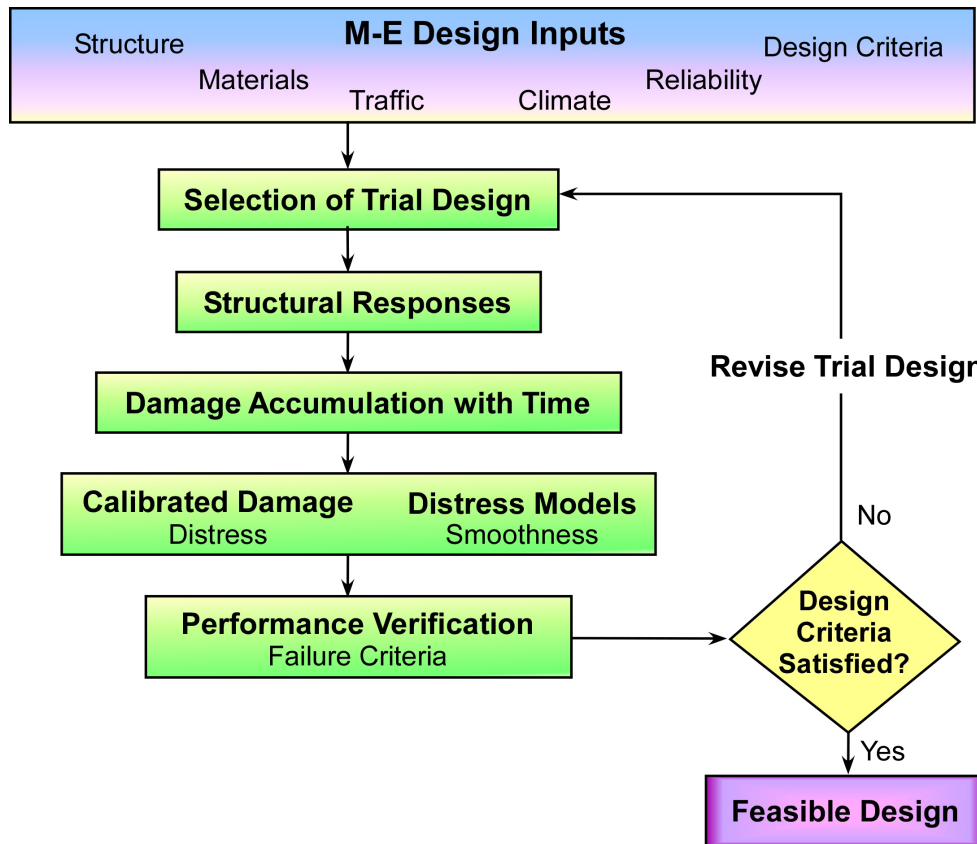 M-E Design Inputs
Structure
Design Criteria
Materials
Reliability
Traffic
Climate
Selection of Trial Design
Structural Responses
Revise Trial Design
Damage Accumulation with Time
Calibrated Damage
Distress Models
Distress
Smoothness
No
Performance Verification
Failure Criteria
Design
Criteria
Satisfied?
Yes
Feasible Design